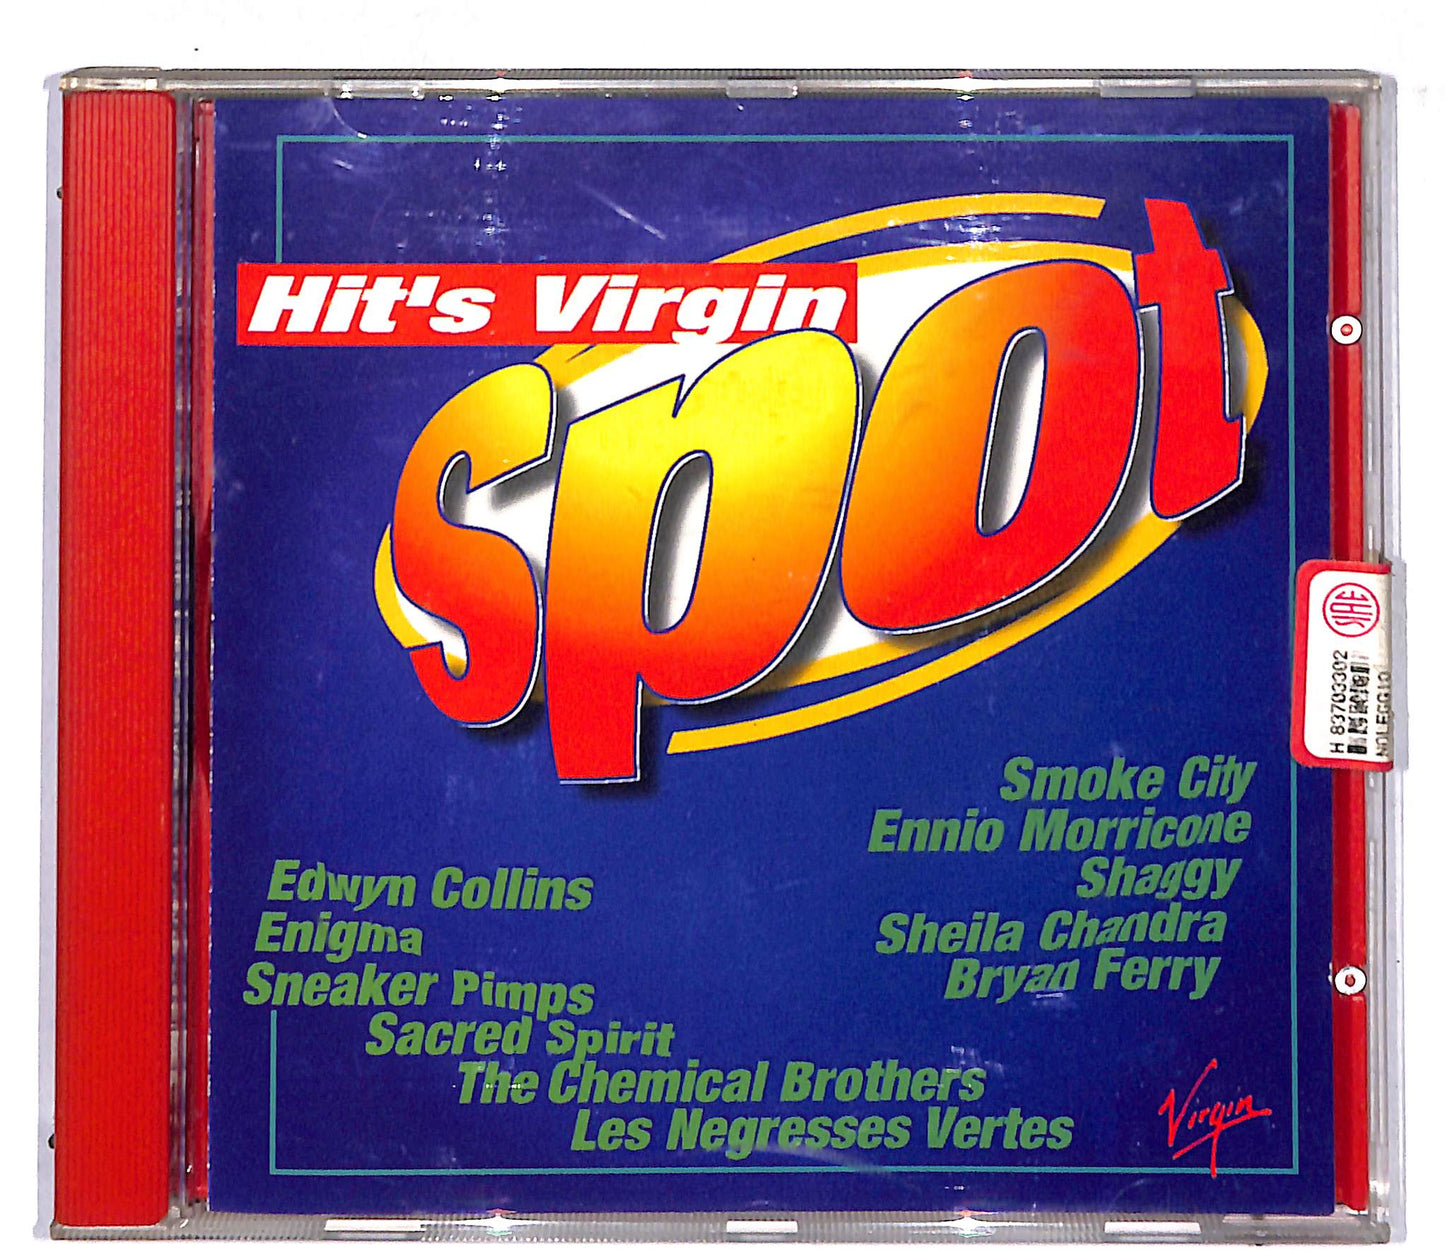 Hit's Virgin
spot
Smoke City
Ennio Morricone
Shaggy
Sheila Chandra
Bryan Ferry
Edwyn Collins
Enigma
Sneaker Pimps
Sacred Spirit
The Chemical Brothers
Les Negresses Vertes
Virgin
SIAE
H 83703302